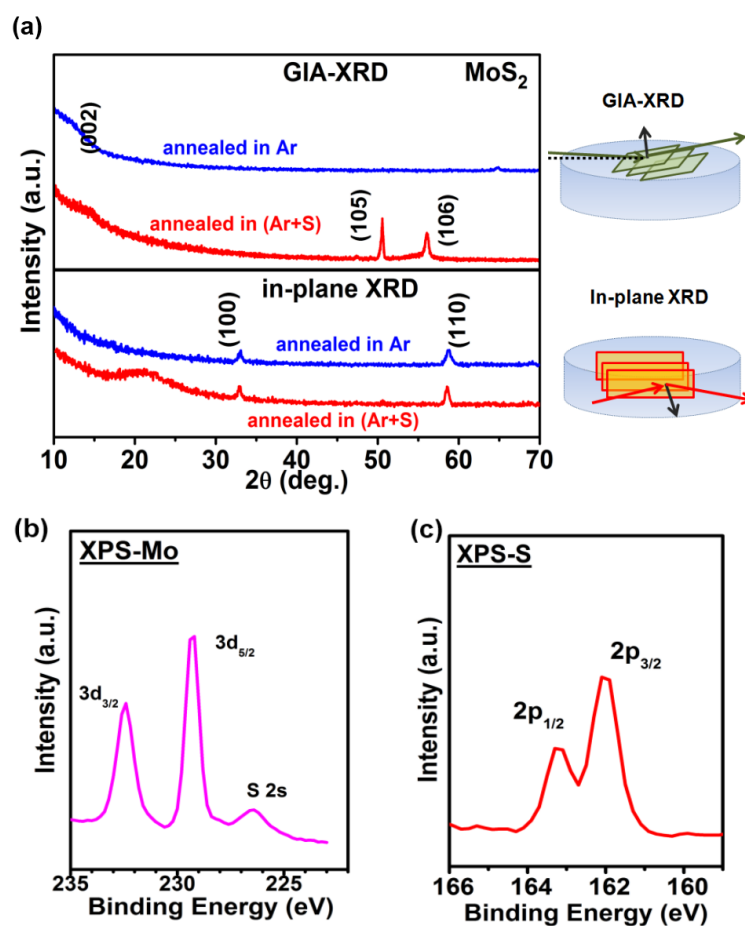 (a)
GIA-XRD
MoS₂
(002)
annealed in Ar
annealed in (Ar+S)
(105)
(106)
in-plane XRD
(100)
annealed in Ar
(110)
annealed in (Ar+S)
Intensity (a.u.)
10 20 30 40 50 60 70
2θ (deg.)
GIA-XRD
In-plane XRD
(b)
XPS-Mo
3d₃/₂
3d₅/₂
S 2s
Intensity (a.u.)
235 230 225
Binding Energy (eV)
(c)
XPS-S
2p₁/₂
2p₃/₂
Intensity (a.u.)
166 164 162 160
Binding Energy (eV)